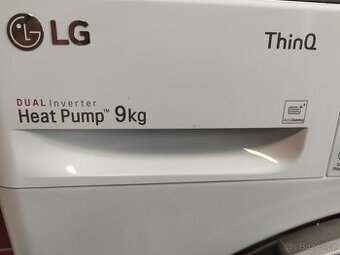 LG
ThinQ
DUAL Inverter
Heat Pump™ 9kg